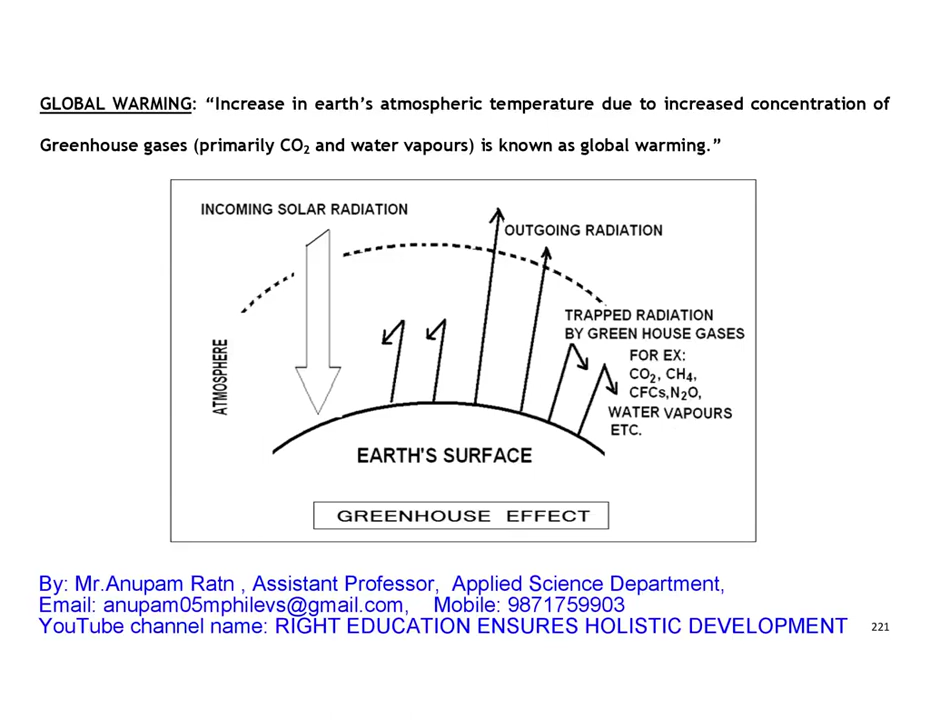 GLOBAL WARMING: “Increase in earth’s atmospheric temperature due to increased concentration of
Greenhouse gases (primarily CO₂ and water vapours) is known as global warming.”
INCOMING SOLAR RADIATION
OUTGOING RADIATION
TRAPPED RADIATION
BY GREEN HOUSE GASES
FOR EX:
CO₂, CH₄,
CFCs,N₂O,
WATER VAPOURS
ETC.
ATMOSPHERE
EARTH'S SURFACE
GREENHOUSE EFFECT
By: Mr.Anupam Ratn , Assistant Professor, Applied Science Department,
Email: anupam05mphilevs@gmail.com, Mobile: 9871759903
YouTube channel name: RIGHT EDUCATION ENSURES HOLISTIC DEVELOPMENT
221